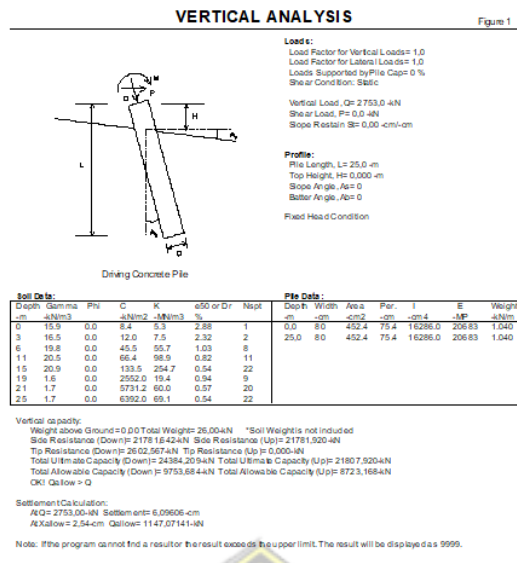 VERTICAL ANALYSIS
Figure 1
Loads:
Load Factor for Vertical Loads= 1,0
Load Factor for Lateral Loads= 1,0
Loads Supported by Pile Cap= 0 %
Shear Condition: Static
Vertical Load, Q= 2753,0 -kN
Shear Load, P= 0,0 -kN
Slope Restrain St= 0,00 -cm/-cm
Profile:
Pile Length, L= 25,0 -m
Top Height, H= 0,000 -m
Slope Angle, As= 0
Batter Angle, Ab= 0
Fixed Head Condition
M
P
Q
H
L
D
Driving Concrete Pile
Soil Data:
Depth Gamma Phi C K e50 or Dr Nspt
-m -kN/m3 -kN/m2 -MN/m3 %
0 15.9 0.0 8.4 5.3 2.88 1
3 16.5 0.0 12.0 7.5 2.32 2
6 19.8 0.0 45.5 55.7 1.03 8
11 20.5 0.0 66.4 98.9 0.82 11
15 20.9 0.0 133.5 254.7 0.54 22
19 1.6 0.0 2552.0 19.4 0.94 9
21 1.7 0.0 5731.2 60.0 0.57 20
25 1.7 0.0 6392.0 69.1 0.54 22
Pile Data:
Depth Width Area Per. I E Weight
-m -cm -cm2 -cm -cm4 -MP -kN/m
0,0 80 452.4 75.4 16286.0 20683 1.040
25,0 80 452.4 75.4 16286.0 20683 1.040
Vertical capacity:
Weight above Ground= 0,00 Total Weight= 26,00-kN *Soil Weight is not included
Side Resistance (Down)= 21781,642-kN Side Resistance (Up)= 21781,920-kN
Tip Resistance (Down)= 2602,567-kN Tip Resistance (Up)= 0,000-kN
Total Ultimate Capacity (Down)= 24384,209-kN Total Ultimate Capacity (Up)= 21807,920-kN
Total Allowable Capacity (Down)= 9753,684-kN Total Allowable Capacity (Up)= 8723,168-kN
OK! Qallow > Q
Settlement Calculation:
At Q= 2753,00-kN Settlement= 6,09606-cm
At Xallow= 2,54-cm Qallow= 1147,07141-kN
Note: If the program cannot find a result or the result exceeds the upper limit. The result will be displayed as 9999.